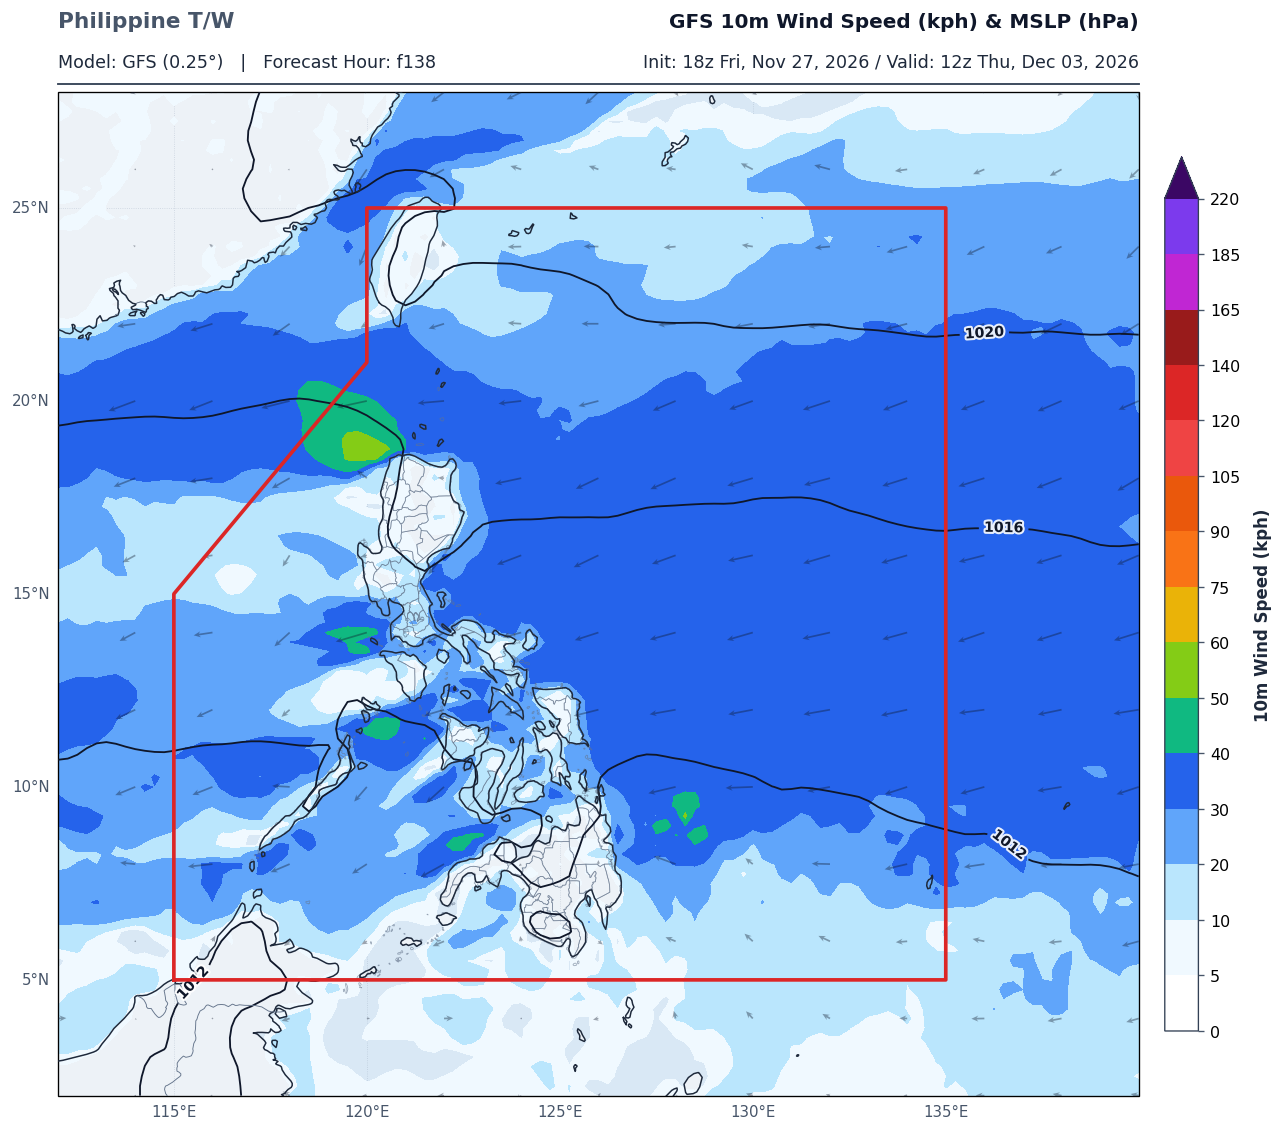 Philippine T/W
GFS 10m Wind Speed (kph) & MSLP (hPa)
Model: GFS (0.25°)   |   Forecast Hour: f138
Init: 18z Fri, Nov 27, 2026 / Valid: 12z Thu, Dec 03, 2026
25°N
20°N
15°N
10°N
5°N
115°E
120°E
125°E
130°E
135°E
1020
1016
1012
1012
220
185
165
140
120
105
90
75
60
50
40
30
20
10
5
0
10m Wind Speed (kph)